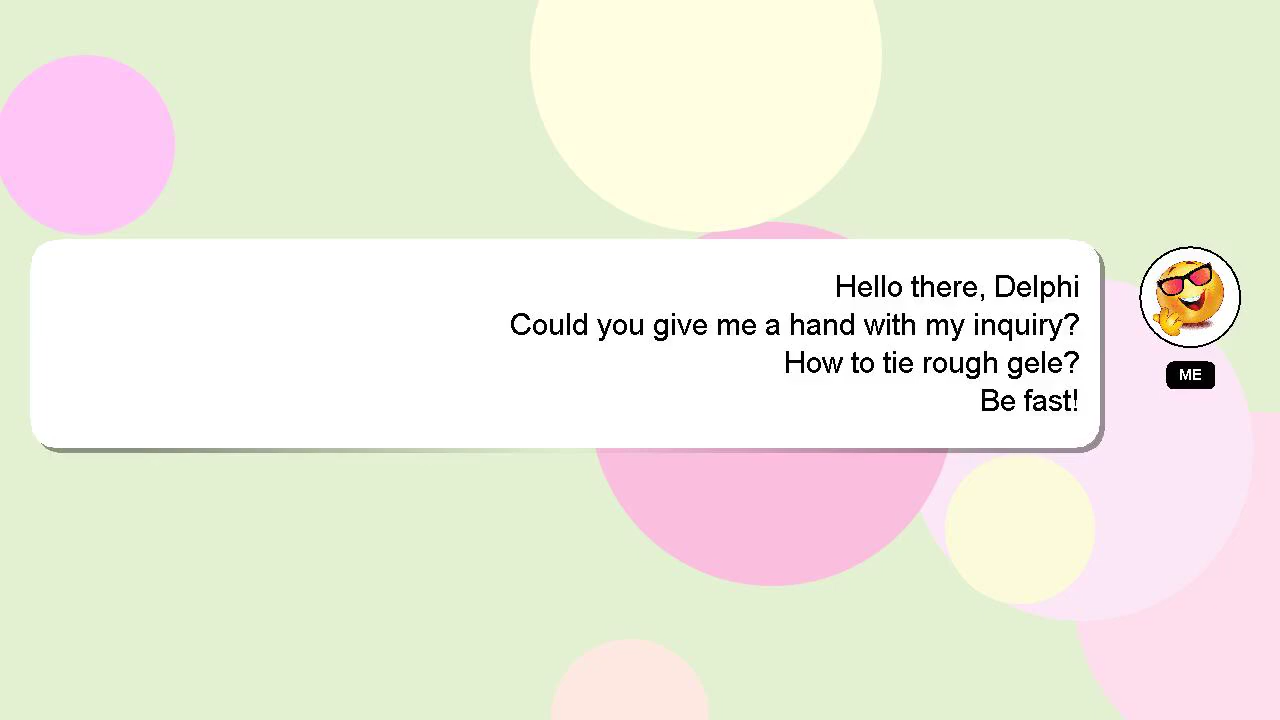 Hello there, Delphi
Could you give me a hand with my inquiry?
How to tie rough gele?
Be fast!
ME